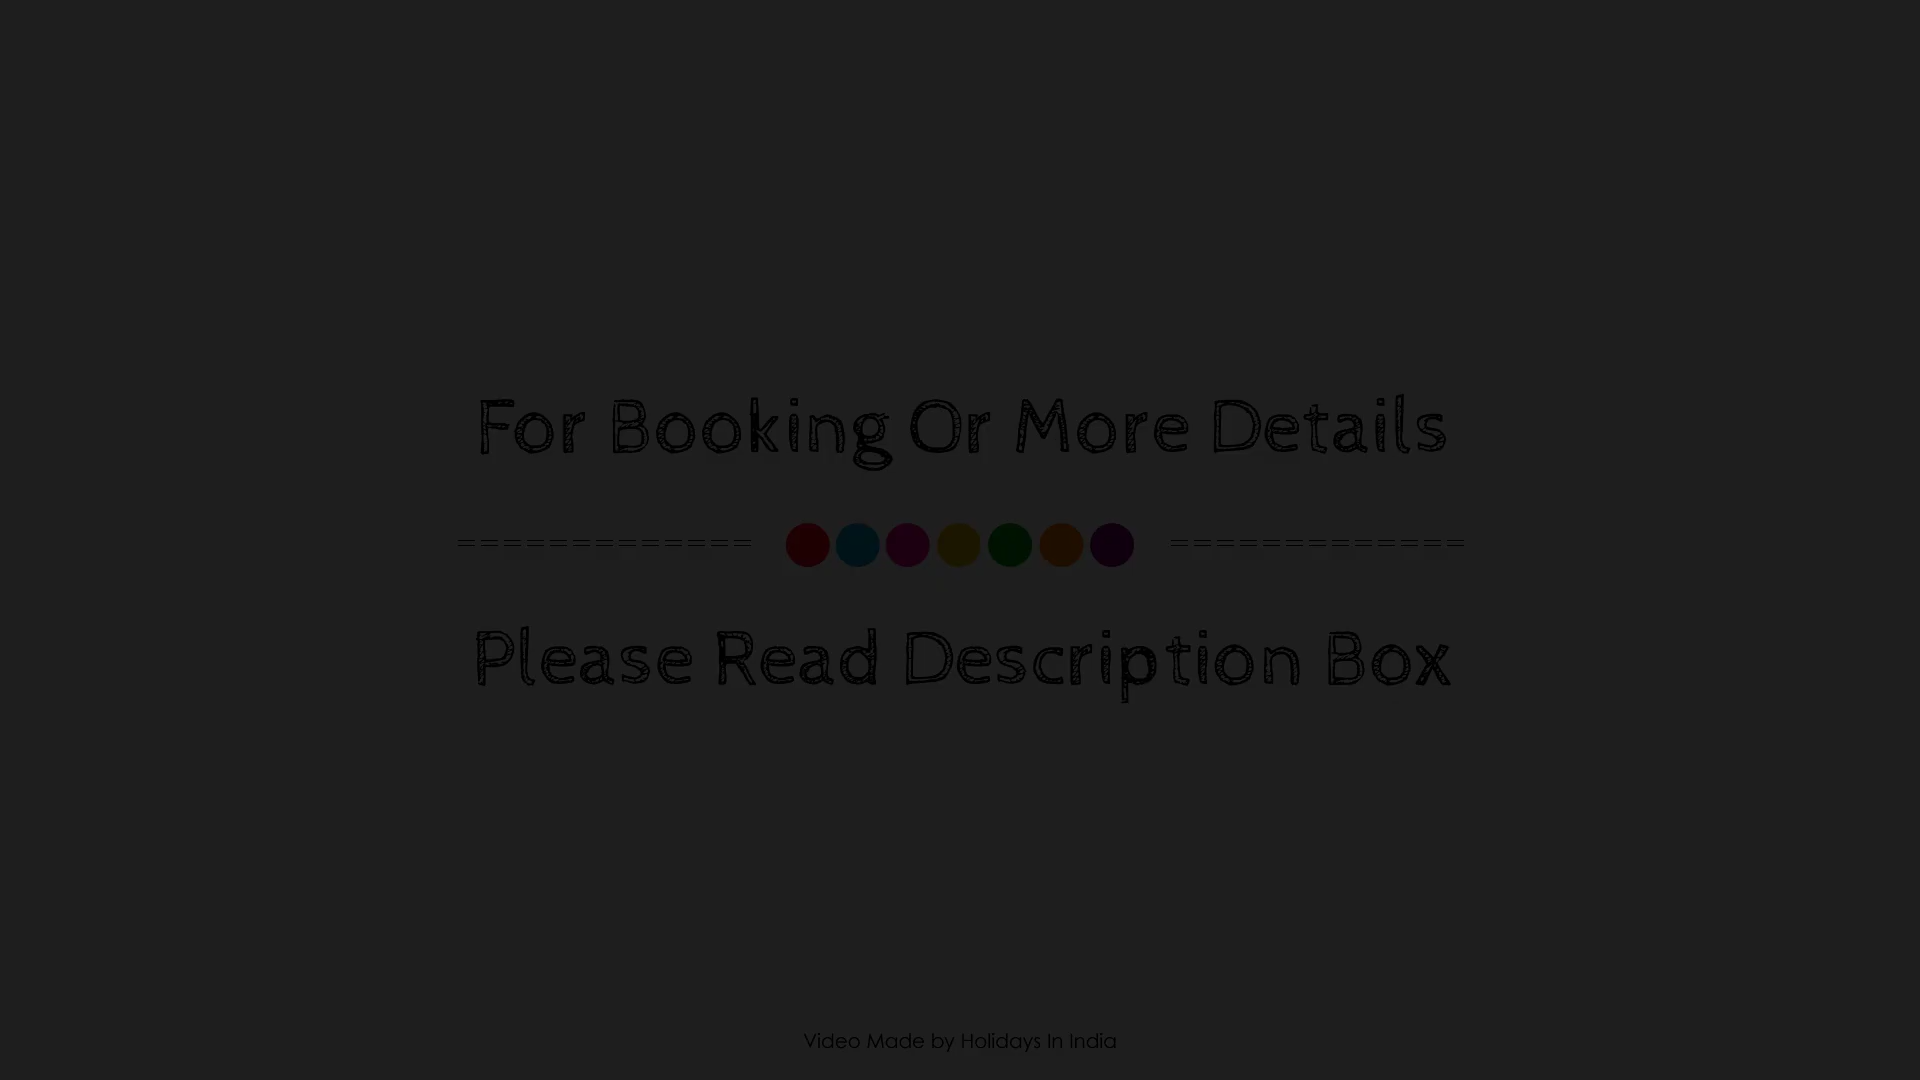 For Booking Or More Details
============= =============
Please Read Description Box
Video Made by Holidays In India